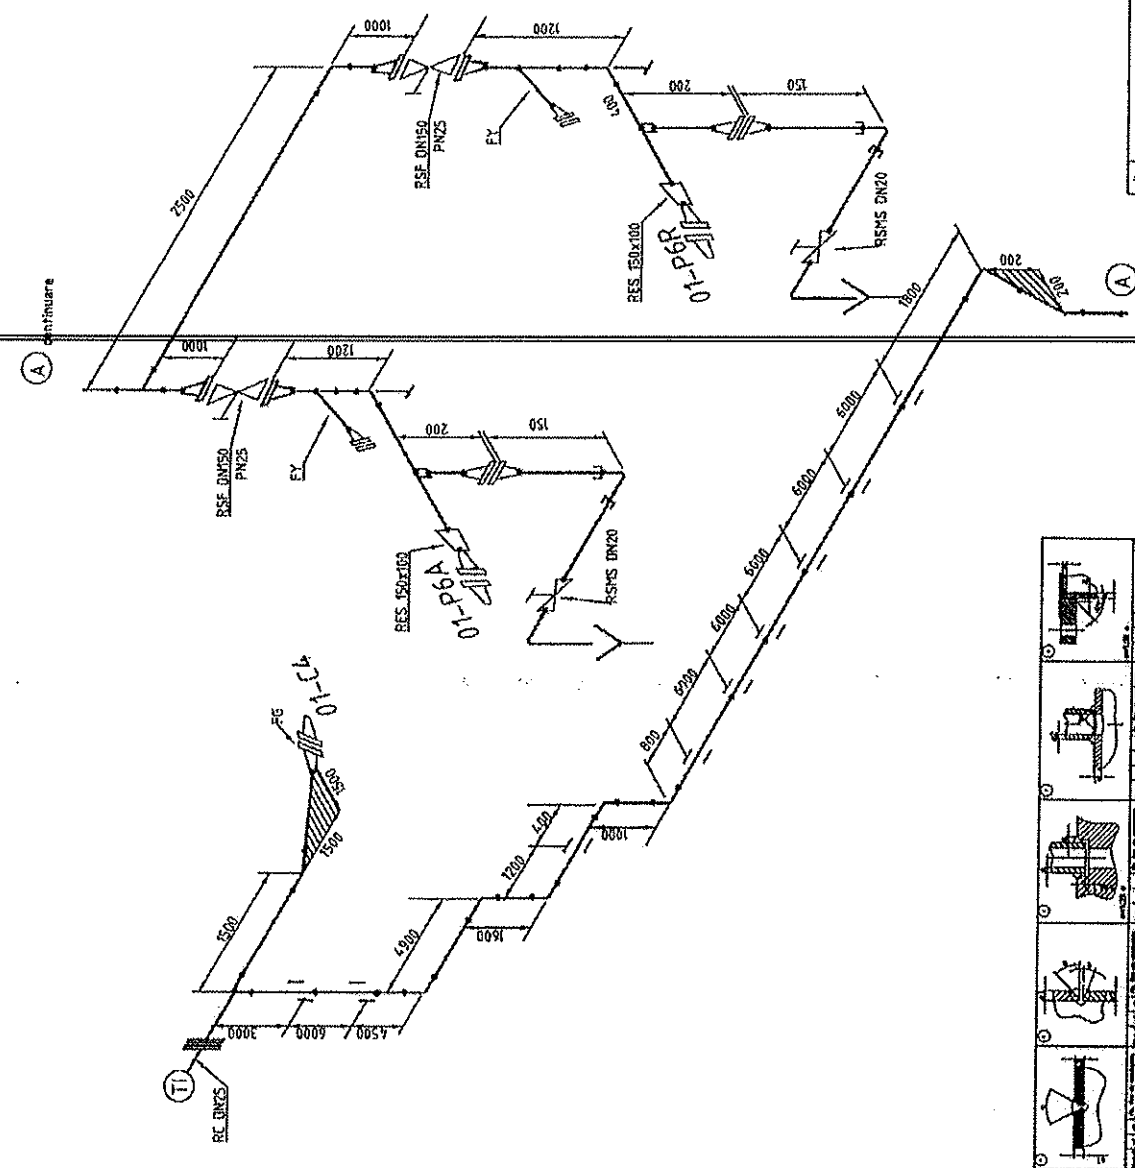 A
continuare
2500
1000
RSF DN150
PN25
1200
FY
400
200
150
RES 150x100
01-P6R
RSMS DN20
1000
RSF DN150
PN25
1200
FY
200
150
RES 150x100
01-P6A
RSMS DN20
1800
200
200
A
6000
6000
6000
6000
6000
800
FG
01-C4
1500
1500
1500
TI
RC DN25
3000
6000
4500
4900
1600
1200
400
1000